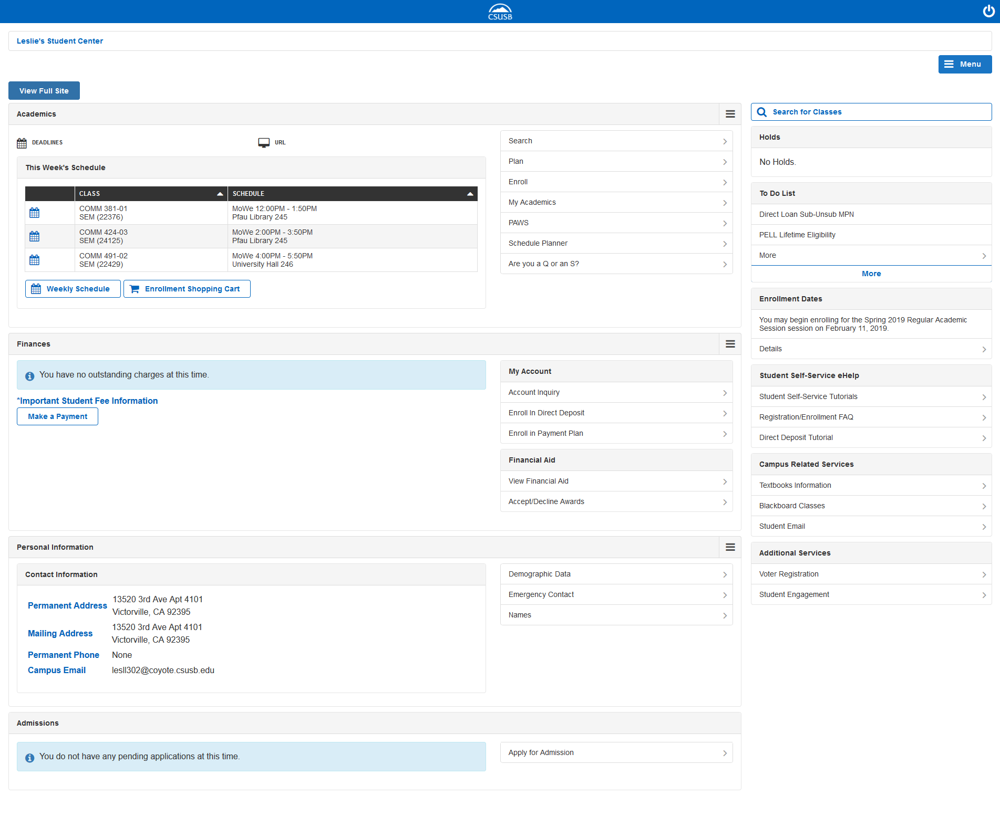 CSUSB
Leslie's Student Center
Menu
View Full Site
Academics
DEADLINES
URL
This Week's Schedule
CLASS
SCHEDULE
COMM 381-01
SEM (22376)
MoWe 12:00PM - 1:50PM
Pfau Library 245
COMM 424-03
SEM (24125)
MoWe 2:00PM - 3:50PM
Pfau Library 245
COMM 491-02
SEM (22429)
MoWe 4:00PM - 5:50PM
University Hall 246
Weekly Schedule
Enrollment Shopping Cart
Search
Plan
Enroll
My Academics
PAWS
Schedule Planner
Are you a Q or an S?
Finances
You have no outstanding charges at this time.
*Important Student Fee Information
Make a Payment
My Account
Account Inquiry
Enroll In Direct Deposit
Enroll in Payment Plan
Financial Aid
View Financial Aid
Accept/Decline Awards
Personal Information
Contact Information
Permanent Address
13520 3rd Ave Apt 4101
Victorville, CA 92395
Mailing Address
13520 3rd Ave Apt 4101
Victorville, CA 92395
Permanent Phone
None
Campus Email
lesll302@coyote.csusb.edu
Demographic Data
Emergency Contact
Names
Admissions
You do not have any pending applications at this time.
Apply for Admission
Search for Classes
Holds
No Holds.
To Do List
Direct Loan Sub-Unsub MPN
PELL Lifetime Eligibility
More
More
Enrollment Dates
You may begin enrolling for the Spring 2019 Regular Academic
Session session on February 11, 2019.
Details
Student Self-Service eHelp
Student Self-Service Tutorials
Registration/Enrollment FAQ
Direct Deposit Tutorial
Campus Related Services
Textbooks Information
Blackboard Classes
Student Email
Additional Services
Voter Registration
Student Engagement